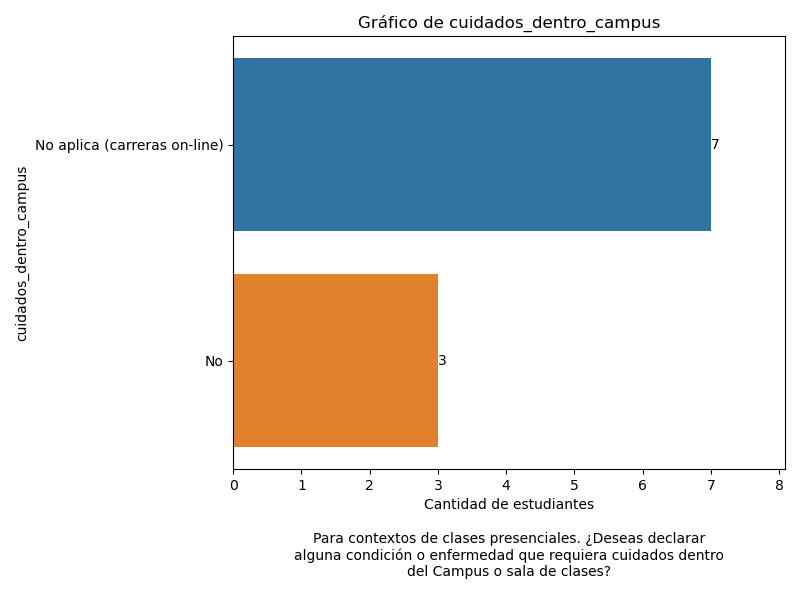 Gráfico de cuidados_dentro_campus
cuidados_dentro_campus
No aplica (carreras on-line)
7
No
3
0 1 2 3 4 5 6 7 8
Cantidad de estudiantes
Para contextos de clases presenciales. ¿Deseas declarar
alguna condición o enfermedad que requiera cuidados dentro
del Campus o sala de clases?